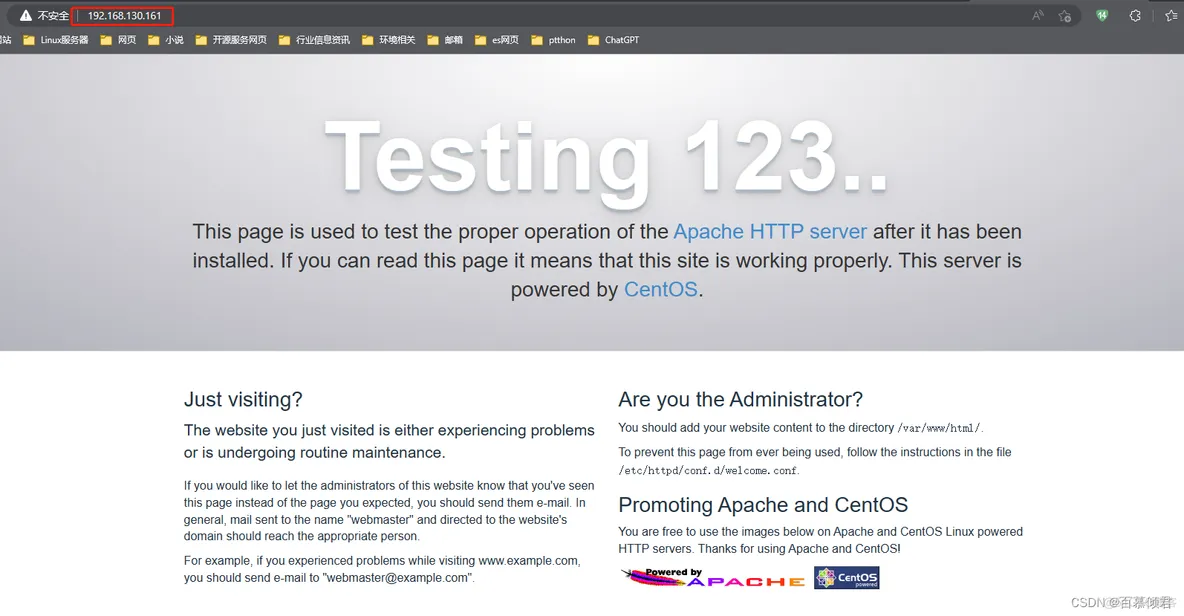 不安全 192.168.130.161
站 Linux服务器 网页 小说 开源服务网页 行业信息资讯 环境相关 邮箱 es网页 ptthon ChatGPT
Testing 123..
This page is used to test the proper operation of the Apache HTTP server after it has been
installed. If you can read this page it means that this site is working properly. This server is
powered by CentOS.
Just visiting?
The website you just visited is either experiencing problems
or is undergoing routine maintenance.
If you would like to let the administrators of this website know that you've seen
this page instead of the page you expected, you should send them e-mail. In
general, mail sent to the name "webmaster" and directed to the website's
domain should reach the appropriate person.
For example, if you experienced problems while visiting www.example.com,
you should send e-mail to "webmaster@example.com".
Are you the Administrator?
You should add your website content to the directory /var/www/html/.
To prevent this page from ever being used, follow the instructions in the file
/etc/httpd/conf.d/welcome.conf.
Promoting Apache and CentOS
You are free to use the images below on Apache and CentOS Linux powered
HTTP servers. Thanks for using Apache and CentOS!
Powered by
APACHE
CentOS
powered
CSDN @百慕倾君